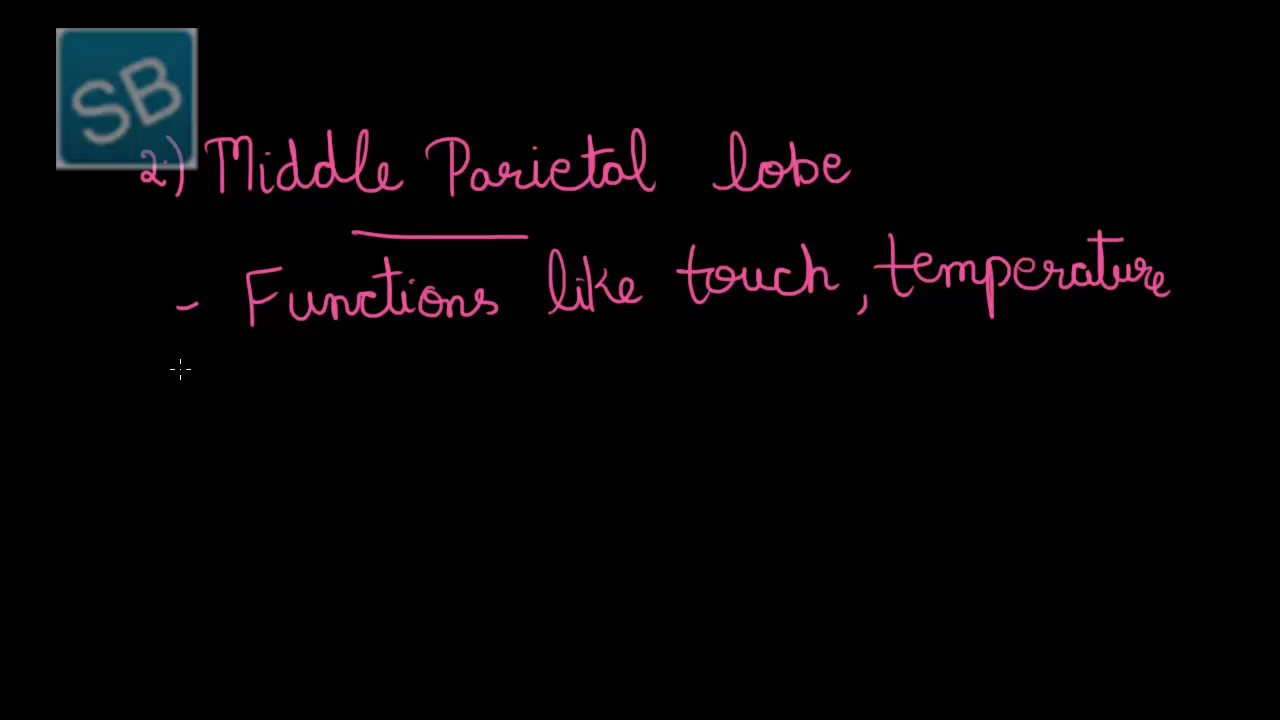 SB
2) Middle Parietal lobe
- Functions like touch, temperature